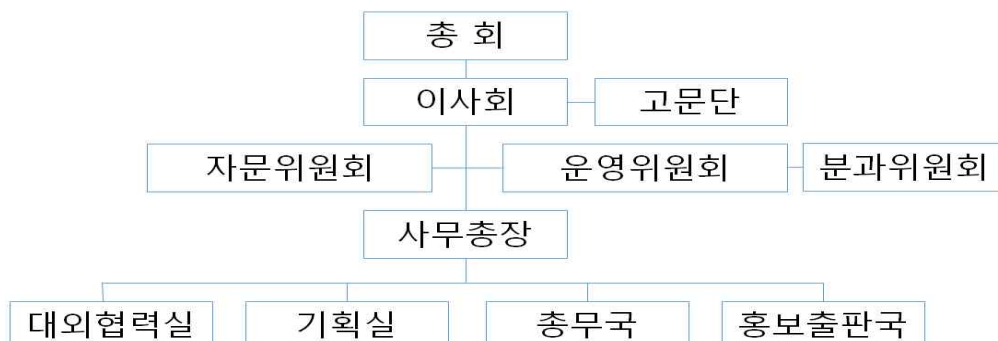 총 회
이사회
고문단
자문위원회
운영위원회
분과위원회
사무총장
대외협력실
기획실
총무국
홍보출판국